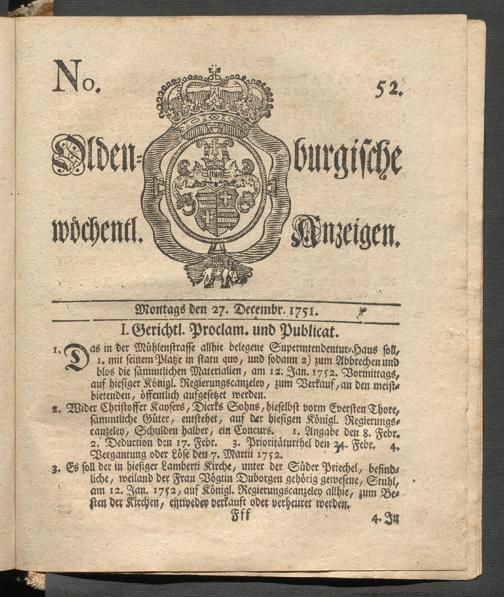 No. 52.
Olden= burgische
wöchentl. Anzeigen.
Montags den 27. Decembr. 1751.
I. Gerichtl. Proclam. und Publicat.
1. Das in der Mühlenstrasse allhie belegene Superintendentur-Haus soll,
1. mit seinem Platze in statu quo, und sodann 2) zum Abbrechen und
blos die sämmtlichen Materialien, am 12. Jan. 1752. Vormittags,
auf hiesiger Königl. Regierungscanzeley, zum Verkauf, an den meist-
bietenden, öffentlich aufgesetzet werden.
2. Wider Christoffer Kaysers, Dierks Sohns, hieselbst vorm Eversten Thore,
sämmtliche Güter, entstehet, auf der hiesigen Königl. Regierungs-
canzeley, Schulden halber, ein Concurs. 1. Angabe den 8. Febr.
2. Deduction den 17. Febr. 3. Prioritäturthel den 24. Febr. 4.
Vergantung oder Löse den 7. Martii 1752.
3. Es soll der in hiesiger Lamberti Kirche, unter der Süder Priechel, befind-
liche, weiland der Frau Vögtin Duborgen gehörig gewesene, Stuhl,
am 12. Jan. 1752, auf Königl. Regierungscanzeley allhie, zum Be-
sten der Kirchen, entweder verkauft oder verheuret werden.
Fff 4. In